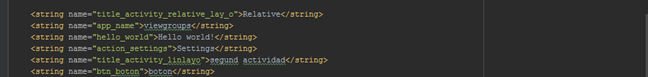 <string name="title_activity_relative_lay_o">Relative</string>
<string name="app_name">viewgroups</string>
<string name="hello_world">Hello world!</string>
<string name="action_settings">Settings</string>
<string name="title_activity_linlayo">segund actividad</string>
<string name="btn_boton">boton</string>